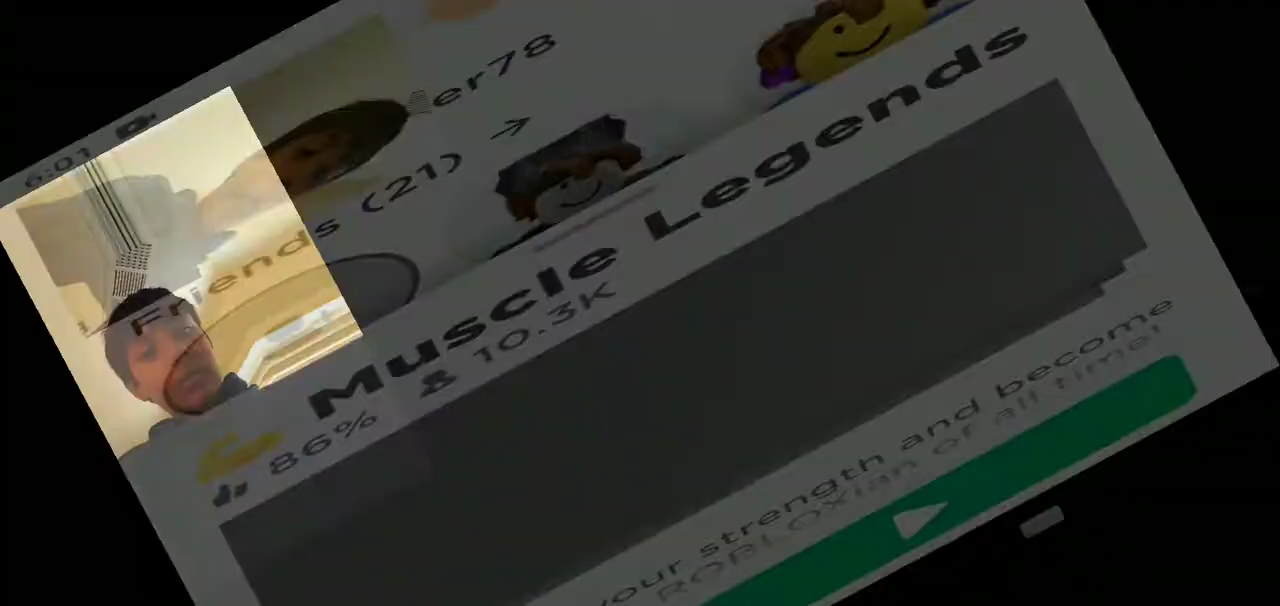 6:01
er78
Friends (21) →
Muscle Legends
86% 10.3K
your strength and become
ROBLOXian of all time!